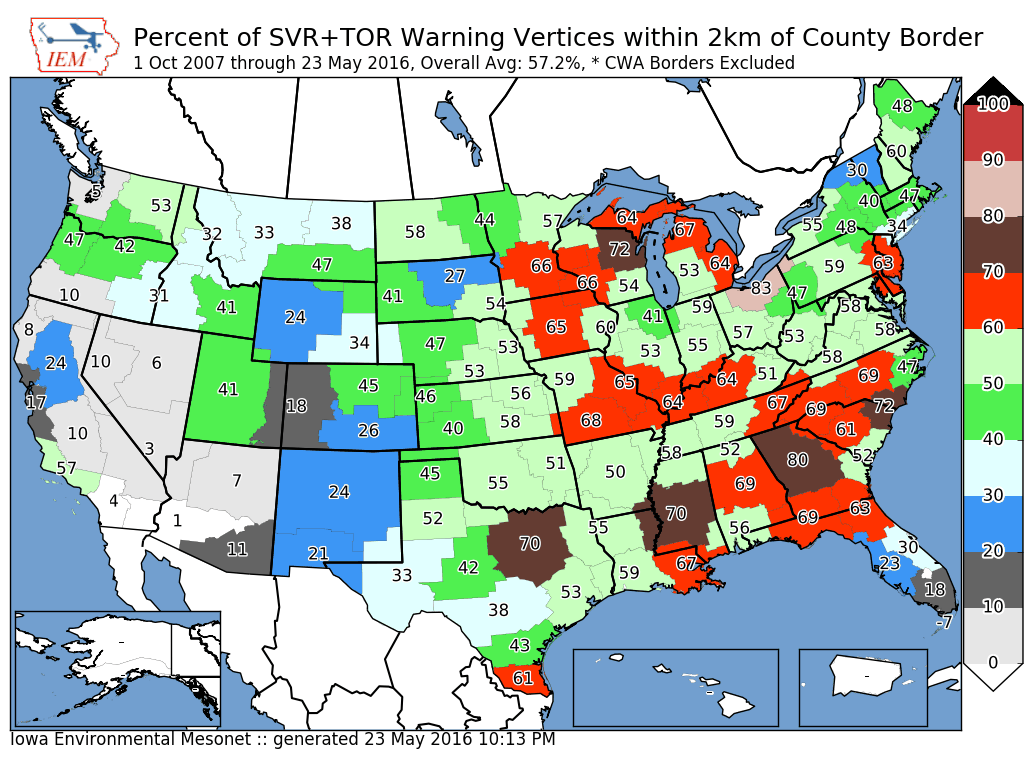 IEM
Percent of SVR+TOR Warning Vertices within 2km of County Border
1 Oct 2007 through 23 May 2016, Overall Avg: 57.2%, * CWA Borders Excluded
48
100
60
90
5 53 30 47
40
32 33 38 58 44 57 64 67 55 48 34
80
47 42 72
47 66 53 64 59 63
70
10 31 41 24 41 27 54 66 54 83 47
59 58
60
8 34 47 65 60 41 57 53 58
24 10 6 53 53 55 58
50
41 45 53 59 65 64 51 69 47
17 18 46 56 64 67 69 72
10 26 40 58 68 59 61
40
57 3 45 51 58 52 80 52
7 24 55 50 69
30
4 52 70 63
1 55 56 69
11 21 70 67 30
20
33 42 59 23
38 53 18
10
-7
43
0
61
-
-
-
-
Iowa Environmental Mesonet :: generated 23 May 2016 10:13 PM